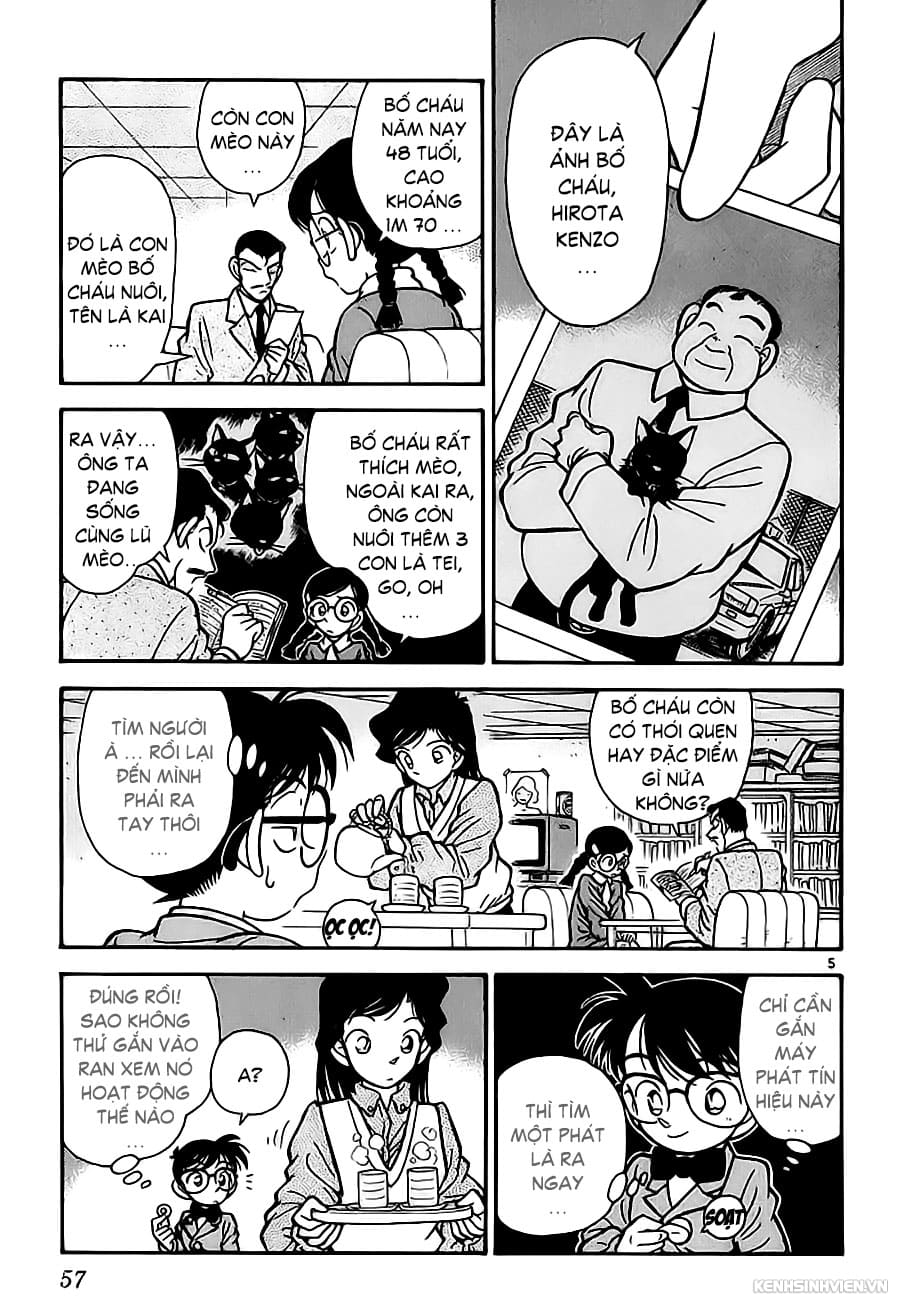 ĐÂY LÀ
ẢNH BỐ
CHÁU,
HIROTA
KENZO
...
BỐ CHÁU
NĂM NAY
48 TUỔI,
CAO
KHOẢNG
1M 70 ...
CÒN CON
MÈO NÀY
...
ĐÓ LÀ CON
MÈO BỐ
CHÁU NUÔI,
TÊN LÀ KAI
...
BỐ CHÁU RẤT
THÍCH MÈO,
NGOÀI KAI RA,
ÔNG CÒN
NUÔI THÊM 3
CON LÀ TEI,
GO, OH
...
RA VẬY...
ÔNG TA
ĐANG
SỐNG
CÙNG LŨ
MÈO...
BỐ CHÁU CÒN
CÓ THÓI QUEN
HAY ĐẶC ĐIỂM
GÌ NỮA
KHÔNG?
TÌM NGƯỜI
À ... RỒI LẠI
ĐẾN MÌNH
PHẢI RA
TAY THÔI
...
ỌC ỌC!
5
CHỈ CẦN
GẮN
MÁY
PHÁT TÍN
HIỆU NÀY
...
THÌ TÌM
MỘT PHÁT
LÀ RA
NGAY
...
SOẠT
A?
ĐÚNG RỒI!
SAO KHÔNG
THỬ GẮN VÀO
RAN XEM NÓ
HOẠT ĐỘNG
THẾ NÀO
...
57
KENHSINHVIEN.VN